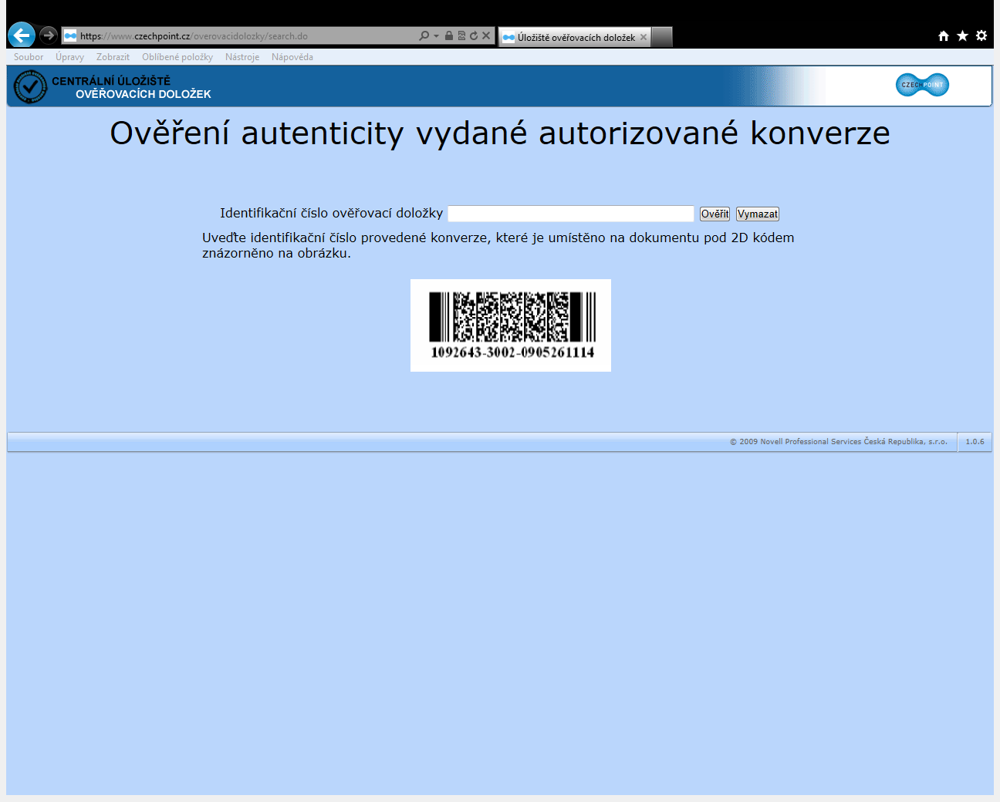 https://www.czechpoint.cz/overovacidolozky/search.do
Úložiště ověřovacích doložek
Soubor Úpravy Zobrazit Oblíbené položky Nástroje Nápověda
CENTRÁLNÍ ÚLOŽIŠTĚ
OVĚŘOVACÍCH DOLOŽEK
CZECHPOINT
Ověření autenticity vydané autorizované konverze
Identifikační číslo ověřovací doložky Ověřit Vymazat
Uveďte identifikační číslo provedené konverze, které je umístěno na dokumentu pod 2D kódem
znázorněno na obrázku.
1092643-3002-0905261114
© 2009 Novell Professional Services Česká Republika, s.r.o. 1.0.6